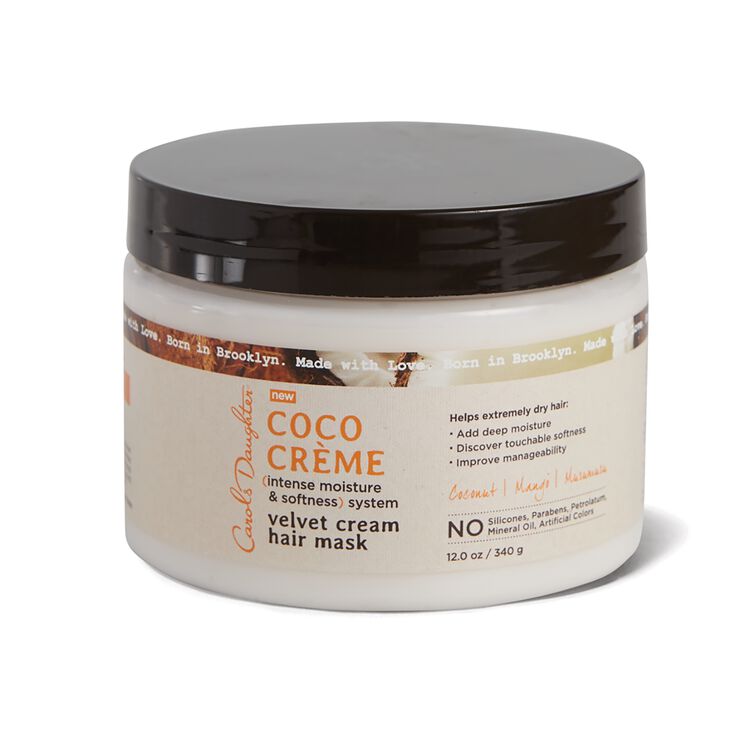 with Love. Born in Brooklyn. Made with Love. Born in Brooklyn. Made with Love
Carol's Daughter
new
COCO
CRÈME
(intense moisture
& softness) system
velvet cream
hair mask
Helps extremely dry hair:
• Add deep moisture
• Discover touchable softness
• Improve manageability
Coconut | Mango | Murumuru
NO Silicones, Parabens, Petrolatum,
Mineral Oil, Artificial Colors
12.0 oz / 340 g